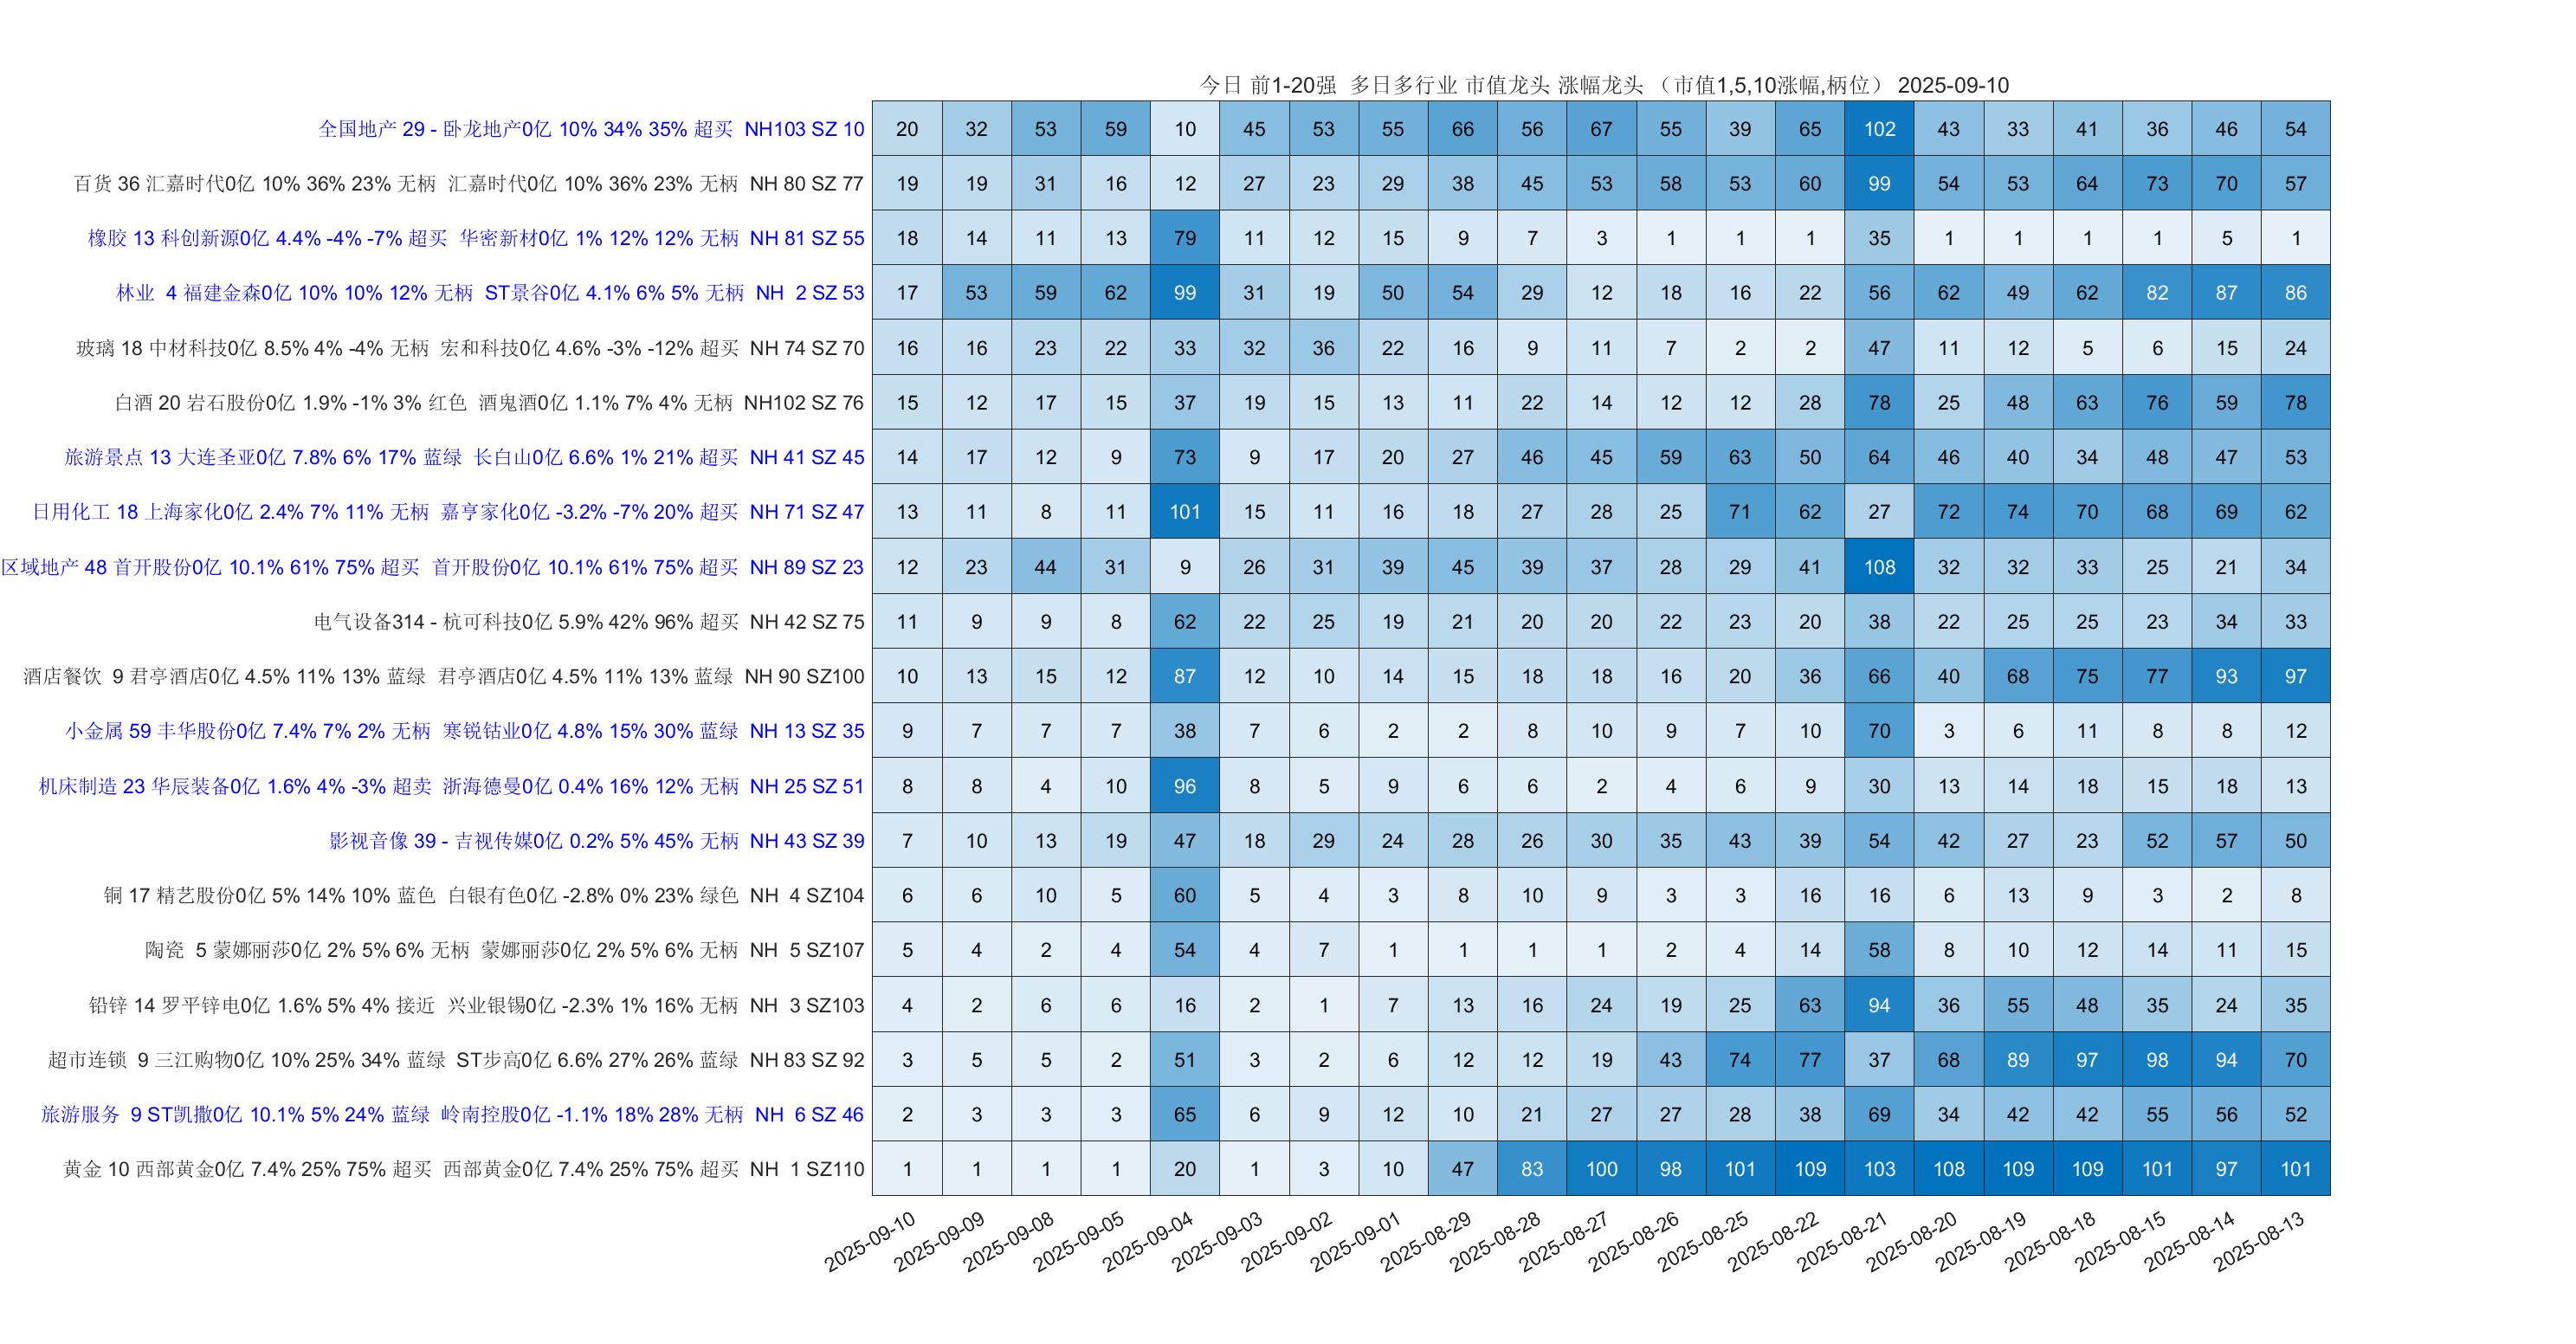 今日 前1-20强 多日多行业 市值龙头 涨幅龙头 （市值1,5,10涨幅,柄位） 2025-09-10
全国地产 29 - 卧龙地产0亿 10% 34% 35% 超买 NH103 SZ 10 20 32 53 59 10 45 53 55 66 56 67 55 39 65 102 43 33 41 36 46 54
百货 36 汇嘉时代0亿 10% 36% 23% 无柄 汇嘉时代0亿 10% 36% 23% 无柄 NH 80 SZ 77 19 19 31 16 12 27 23 29 38 45 53 58 53 60 99 54 53 64 73 70 57
橡胶 13 科创新源0亿 4.4% -4% -7% 超买 华密新材0亿 1% 12% 12% 无柄 NH 81 SZ 55 18 14 11 13 79 11 12 15 9 7 3 1 1 1 35 1 1 1 1 5 1
林业 4 福建金森0亿 10% 10% 12% 无柄 ST景谷0亿 4.1% 6% 5% 无柄 NH 2 SZ 53 17 53 59 62 99 31 19 50 54 29 12 18 16 22 56 62 49 62 82 87 86
玻璃 18 中材科技0亿 8.5% 4% -4% 无柄 宏和科技0亿 4.6% -3% -12% 超买 NH 74 SZ 70 16 16 23 22 33 32 36 22 16 9 11 7 2 2 47 11 12 5 6 15 24
白酒 20 岩石股份0亿 1.9% -1% 3% 红色 酒鬼酒0亿 1.1% 7% 4% 无柄 NH102 SZ 76 15 12 17 15 37 19 15 13 11 22 14 12 12 28 78 25 48 63 76 59 78
旅游景点 13 大连圣亚0亿 7.8% 6% 17% 蓝绿 长白山0亿 6.6% 1% 21% 超买 NH 41 SZ 45 14 17 12 9 73 9 17 20 27 46 45 59 63 50 64 46 40 34 48 47 53
日用化工 18 上海家化0亿 2.4% 7% 11% 无柄 嘉亨家化0亿 -3.2% -7% 20% 超买 NH 71 SZ 47 13 11 8 11 101 15 11 16 18 27 28 25 71 62 27 72 74 70 68 69 62
区域地产 48 首开股份0亿 10.1% 61% 75% 超买 首开股份0亿 10.1% 61% 75% 超买 NH 89 SZ 23 12 23 44 31 9 26 31 39 45 39 37 28 29 41 108 32 32 33 25 21 34
电气设备314 - 杭可科技0亿 5.9% 42% 96% 超买 NH 42 SZ 75 11 9 9 8 62 22 25 19 21 20 20 22 23 20 38 22 25 25 23 34 33
酒店餐饮 9 君亭酒店0亿 4.5% 11% 13% 蓝绿 君亭酒店0亿 4.5% 11% 13% 蓝绿 NH 90 SZ100 10 13 15 12 87 12 10 14 15 18 18 16 20 36 66 40 68 75 77 93 97
小金属 59 丰华股份0亿 7.4% 7% 2% 无柄 寒锐钴业0亿 4.8% 15% 30% 蓝绿 NH 13 SZ 35 9 7 7 7 38 7 6 2 2 8 10 9 7 10 70 3 6 11 8 8 12
机床制造 23 华辰装备0亿 1.6% 4% -3% 超卖 浙海德曼0亿 0.4% 16% 12% 无柄 NH 25 SZ 51 8 8 4 10 96 8 5 9 6 6 2 4 6 9 30 13 14 18 15 18 13
影视音像 39 - 吉视传媒0亿 0.2% 5% 45% 无柄 NH 43 SZ 39 7 10 13 19 47 18 29 24 28 26 30 35 43 39 54 42 27 23 52 57 50
铜 17 精艺股份0亿 5% 14% 10% 蓝色 白银有色0亿 -2.8% 0% 23% 绿色 NH 4 SZ104 6 6 10 5 60 5 4 3 8 10 9 3 3 16 16 6 13 9 3 2 8
陶瓷 5 蒙娜丽莎0亿 2% 5% 6% 无柄 蒙娜丽莎0亿 2% 5% 6% 无柄 NH 5 SZ107 5 4 2 4 54 4 7 1 1 1 1 2 4 14 58 8 10 12 14 11 15
铅锌 14 罗平锌电0亿 1.6% 5% 4% 接近 兴业银锡0亿 -2.3% 1% 16% 无柄 NH 3 SZ103 4 2 6 6 16 2 1 7 13 16 24 19 25 63 94 36 55 48 35 24 35
超市连锁 9 三江购物0亿 10% 25% 34% 蓝绿 ST步高0亿 6.6% 27% 26% 蓝绿 NH 83 SZ 92 3 5 5 2 51 3 2 6 12 12 19 43 74 77 37 68 89 97 98 94 70
旅游服务 9 ST凯撒0亿 10.1% 5% 24% 蓝绿 岭南控股0亿 -1.1% 18% 28% 无柄 NH 6 SZ 46 2 3 3 3 65 6 9 12 10 21 27 27 28 38 69 34 42 42 55 56 52
黄金 10 西部黄金0亿 7.4% 25% 75% 超买 西部黄金0亿 7.4% 25% 75% 超买 NH 1 SZ110 1 1 1 1 20 1 3 10 47 83 100 98 101 109 103 108 109 109 101 97 101
2025-09-10 2025-09-09 2025-09-08 2025-09-05 2025-09-04 2025-09-03 2025-09-02 2025-09-01 2025-08-29 2025-08-28 2025-08-27 2025-08-26 2025-08-25 2025-08-22 2025-08-21 2025-08-20 2025-08-19 2025-08-18 2025-08-15 2025-08-14 2025-08-13